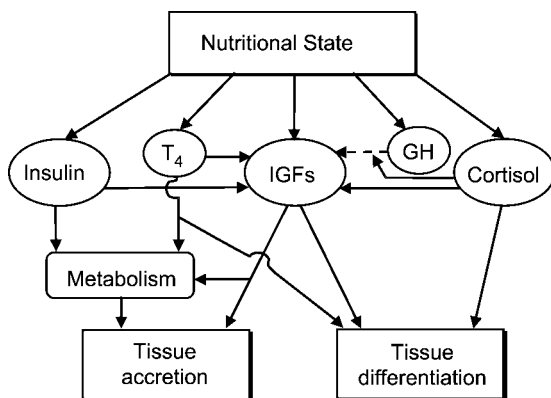 Nutritional State
T4
GH
Insulin
IGFs
Cortisol
Metabolism
Tissue
accretion
Tissue
differentiation